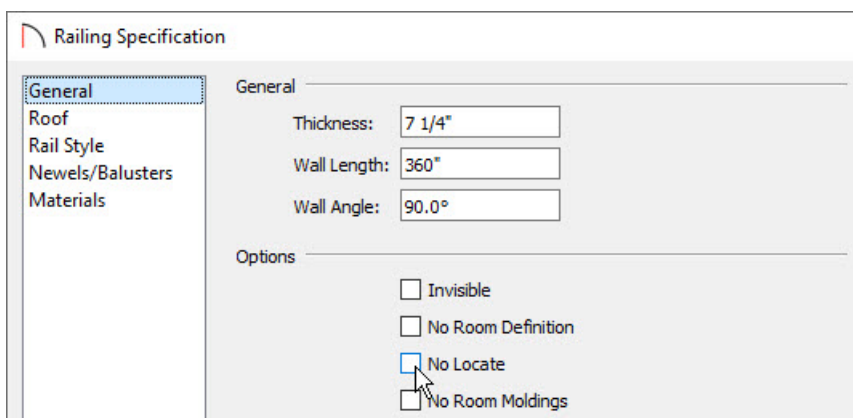 Railing Specification
General
Roof
Rail Style
Newels/Balusters
Materials
General
Thickness: 7 1/4"
Wall Length: 360"
Wall Angle: 90.0°
Options
Invisible
No Room Definition
No Locate
No Room Moldings